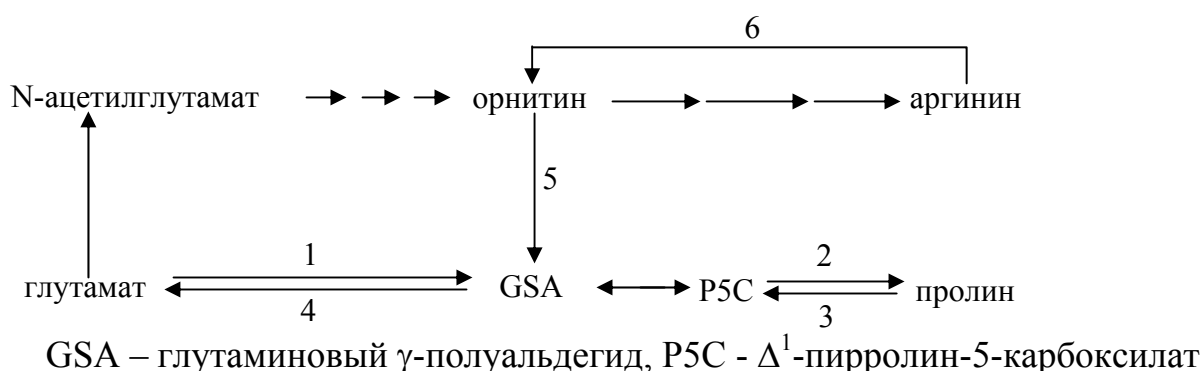 6
N-ацетилглутамат орнитин аргинин
5
1 2
глутамат GSA P5C пролин
4 3
GSA – глутаминовый γ-полуальдегид, P5C - Δ¹-пирролин-5-карбоксилат